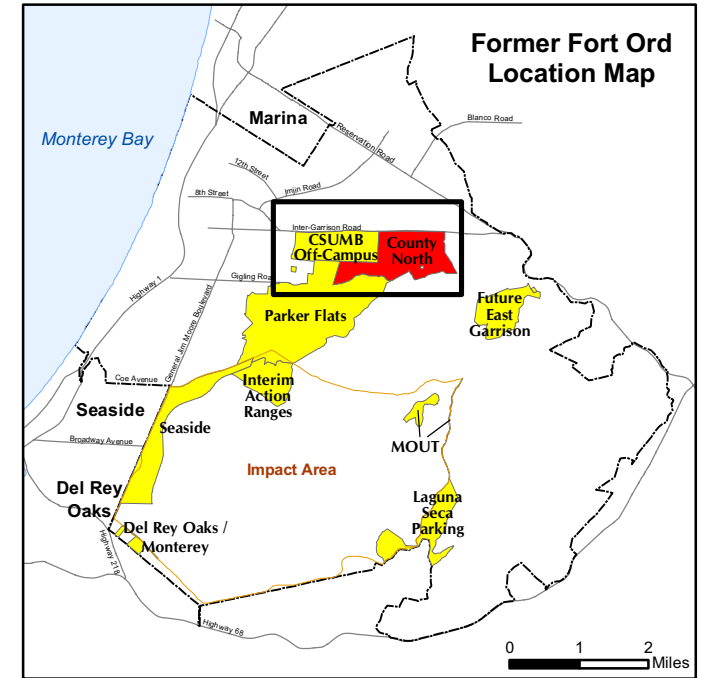 Former Fort Ord
Location Map
Marina
Blanco Road
Reservation Road
Monterey Bay
12th Street
Imjin Road
8th Street
Inter-Garrison Road
CSUMB
Off-Campus
County
North
Gigling Roa
Highway 1
General Jim Moore Boulevard
Future
East
Garrison
Parker Flats
Coe Avenue
Interim
Action
Ranges
Seaside
Seaside
MOUT
Broadway Avenue
Impact Area
Del Rey
Oaks
Laguna
Seca
Parking
Del Rey Oaks /
Monterey
Highway 218
Highway 68
0 1 2
Miles